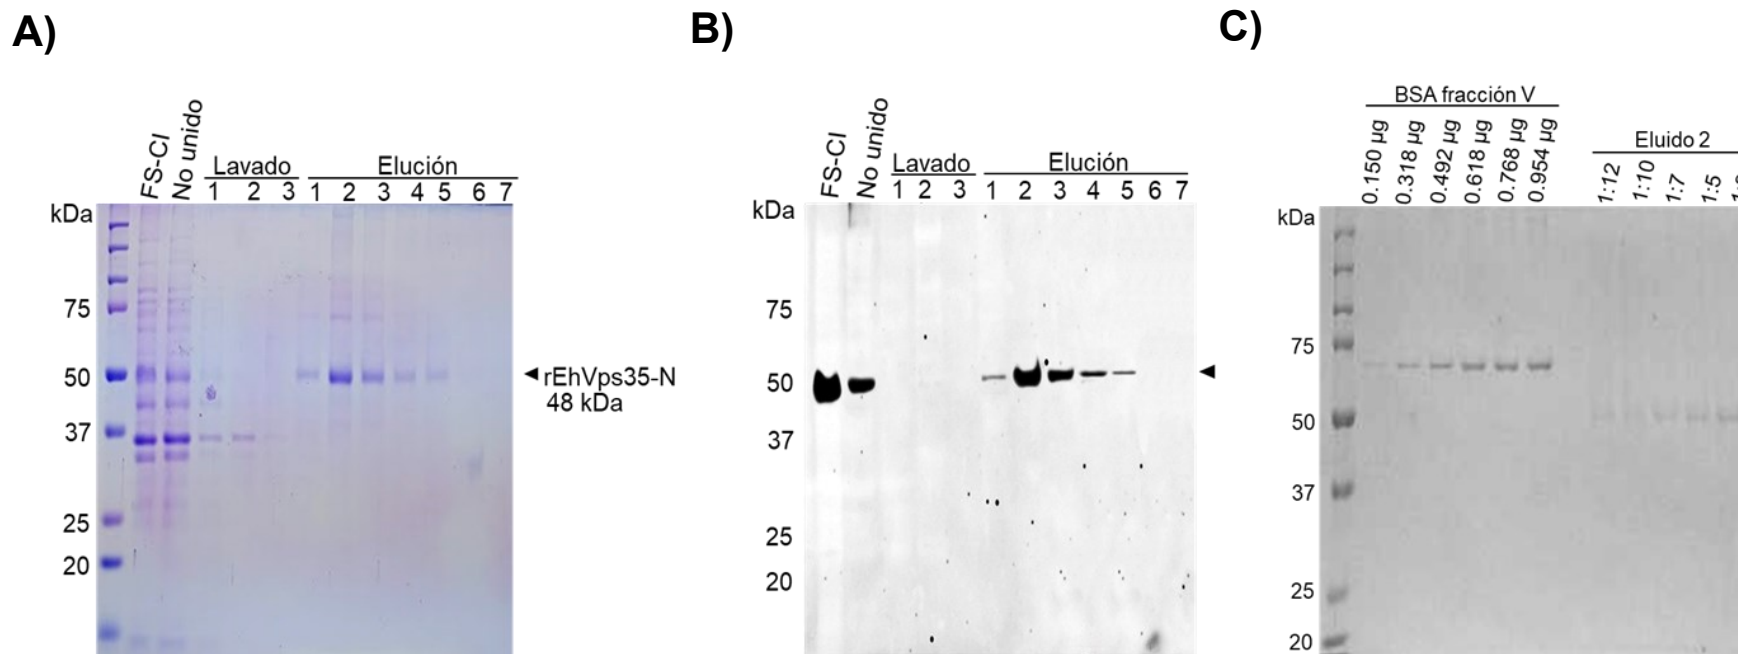 A)
FS-CI
No unido
Lavado
Elución
1 2 3 1 2 3 4 5 6 7
kDa
75
50
37
25
20
rEhVps35-N
48 kDa
B)
FS-CI
No unido
Lavado
Elución
1 2 3 1 2 3 4 5 6 7
kDa
75
50
37
25
20
C)
BSA fracción V
0.150 µg
0.318 µg
0.492 µg
0.618 µg
0.768 µg
0.954 µg
Eluido 2
1:12
1:10
1:7
1:5
kDa
75
50
37
25
20